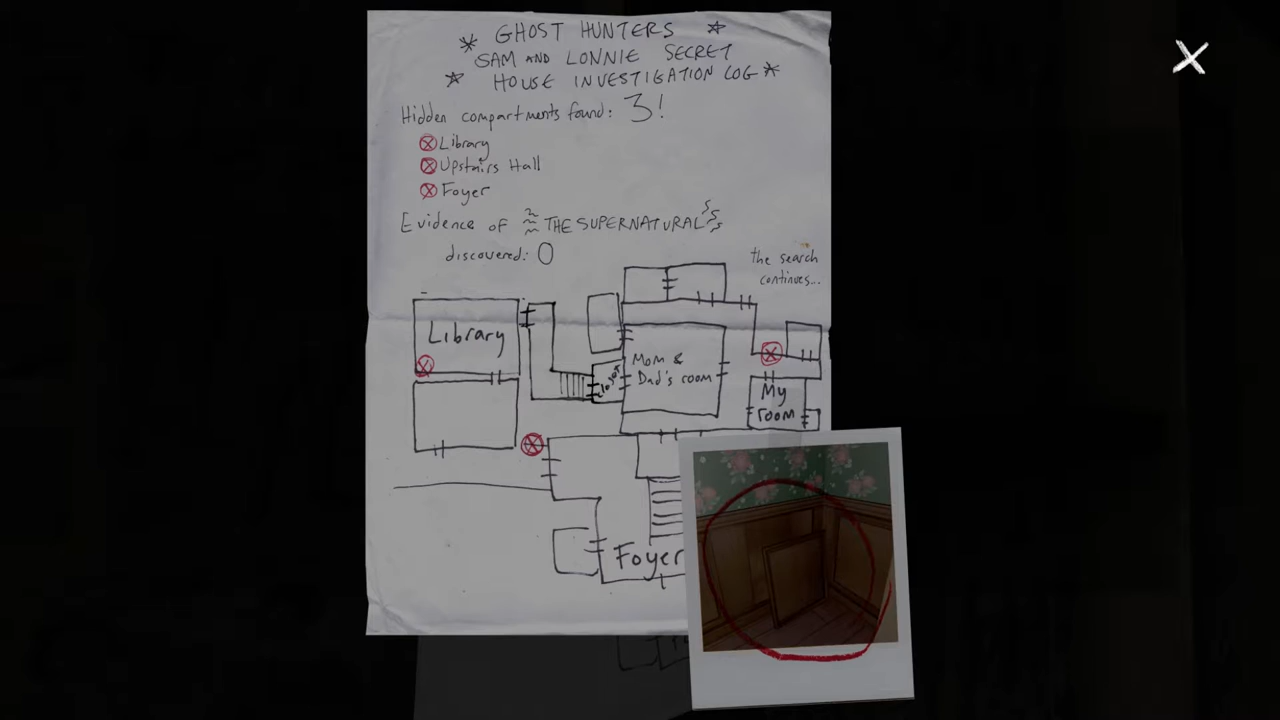 GHOST HUNTERS
SAM AND LONNIE SECRET
HOUSE INVESTIGATION LOG
Hidden compartments found: 3!
Library
Upstairs Hall
Foyer
Evidence of THE SUPERNATURAL
discovered: 0
the search
continues...
Library
Closet
Mom &
Dad's room
My
room
Foyer